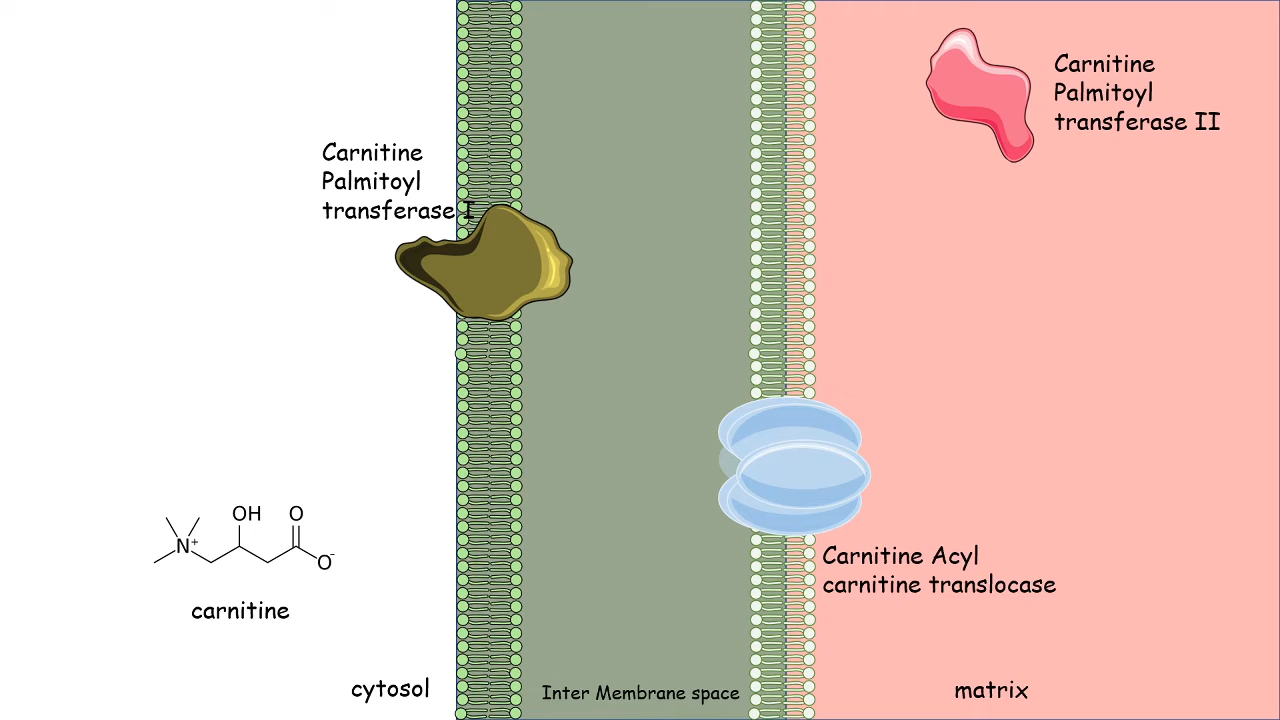 Carnitine
Palmitoyl
transferase II
Carnitine
Palmitoyl
transferase I
OH
O
N+
O-
carnitine
Carnitine Acyl
carnitine translocase
cytosol
Inter Membrane space
matrix